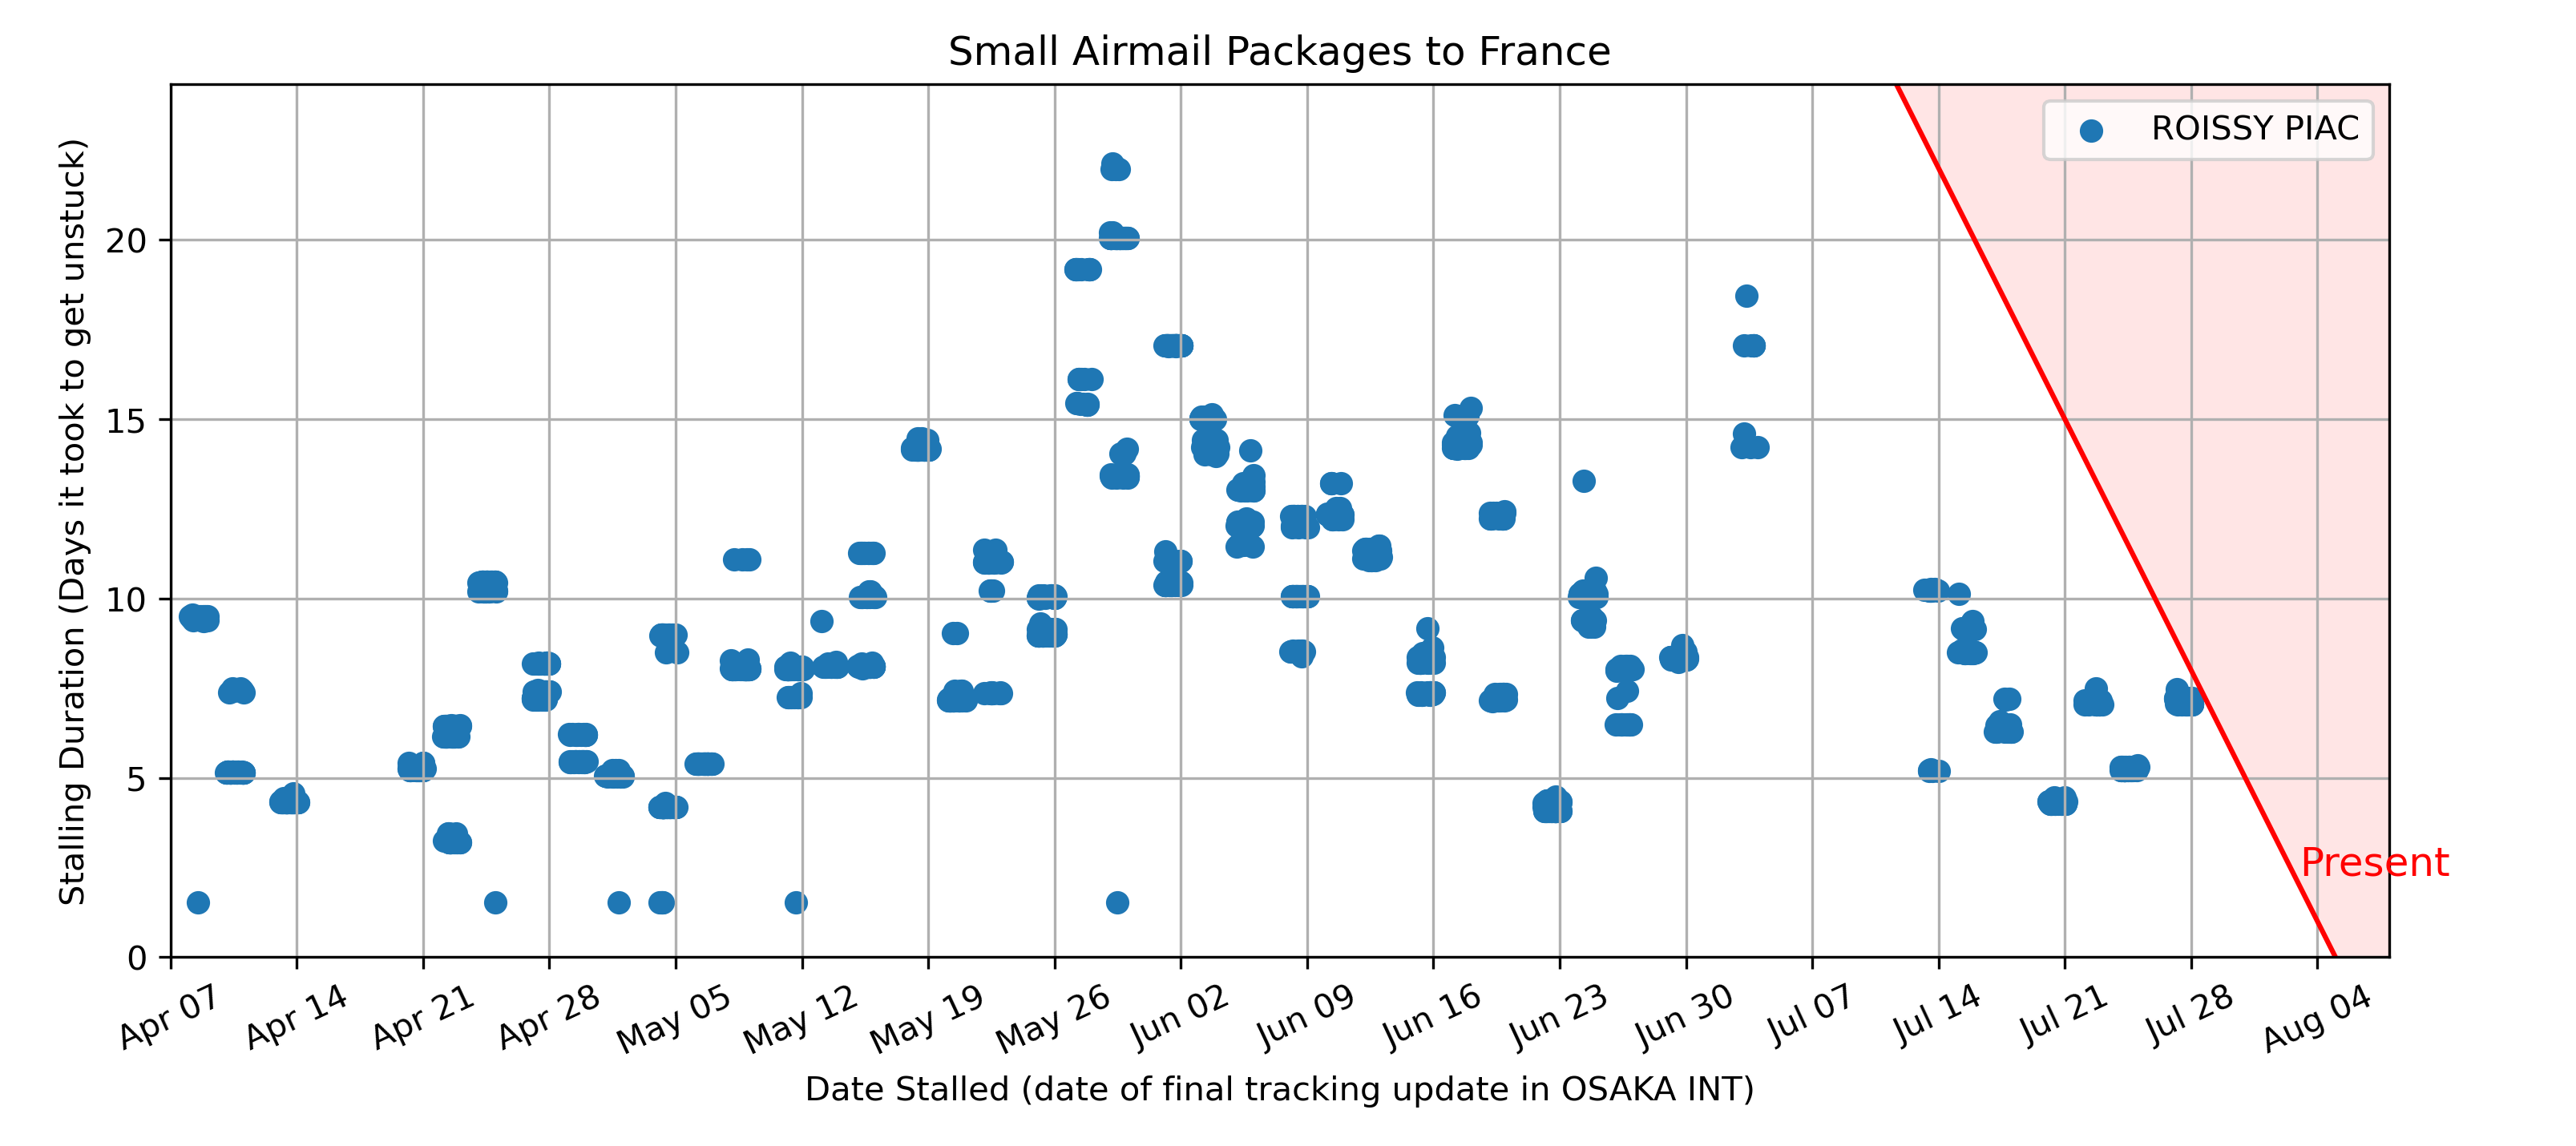 Small Airmail Packages to France
ROISSY PIAC
Stalling Duration (Days it took to get unstuck)
20
15
10
5
0
Present
Apr 07 Apr 14 Apr 21 Apr 28 May 05 May 12 May 19 May 26 Jun 02 Jun 09 Jun 16 Jun 23 Jun 30 Jul 07 Jul 14 Jul 21 Jul 28 Aug 04
Date Stalled (date of final tracking update in OSAKA INT)